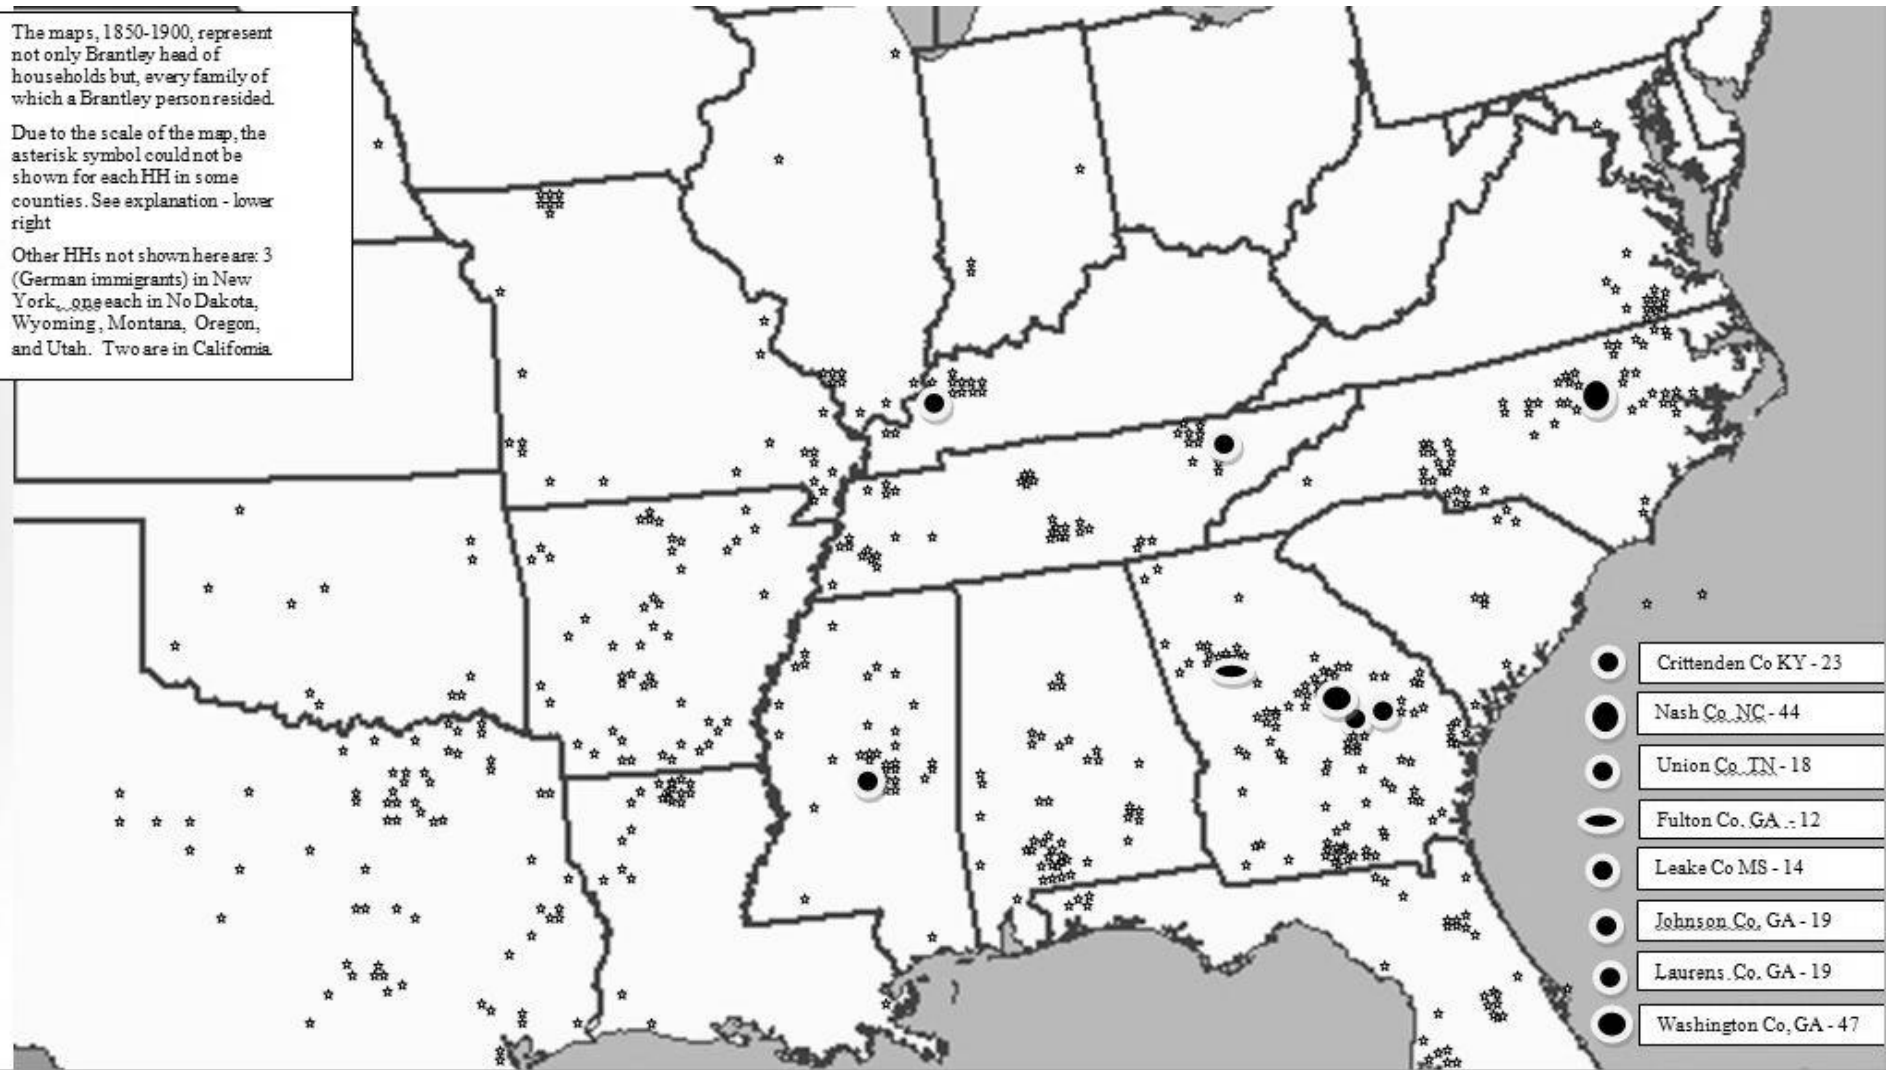 The maps, 1850-1900, represent
not only Brantley head of
households but, every family of
which a Brantley person resided.
Due to the scale of the map, the
asterisk symbol could not be
shown for each HH in some
counties. See explanation - lower
right
Other HHs not shown here are: 3
(German immigrants) in New
York, one each in No Dakota,
Wyoming, Montana, Oregon,
and Utah. Two are in California.
Crittenden Co KY - 23
Nash Co. NC - 44
Union Co. TN - 18
Fulton Co. GA. - 12
Leake Co MS - 14
Johnson Co. GA - 19
Laurens. Co. GA - 19
Washington Co, GA - 47